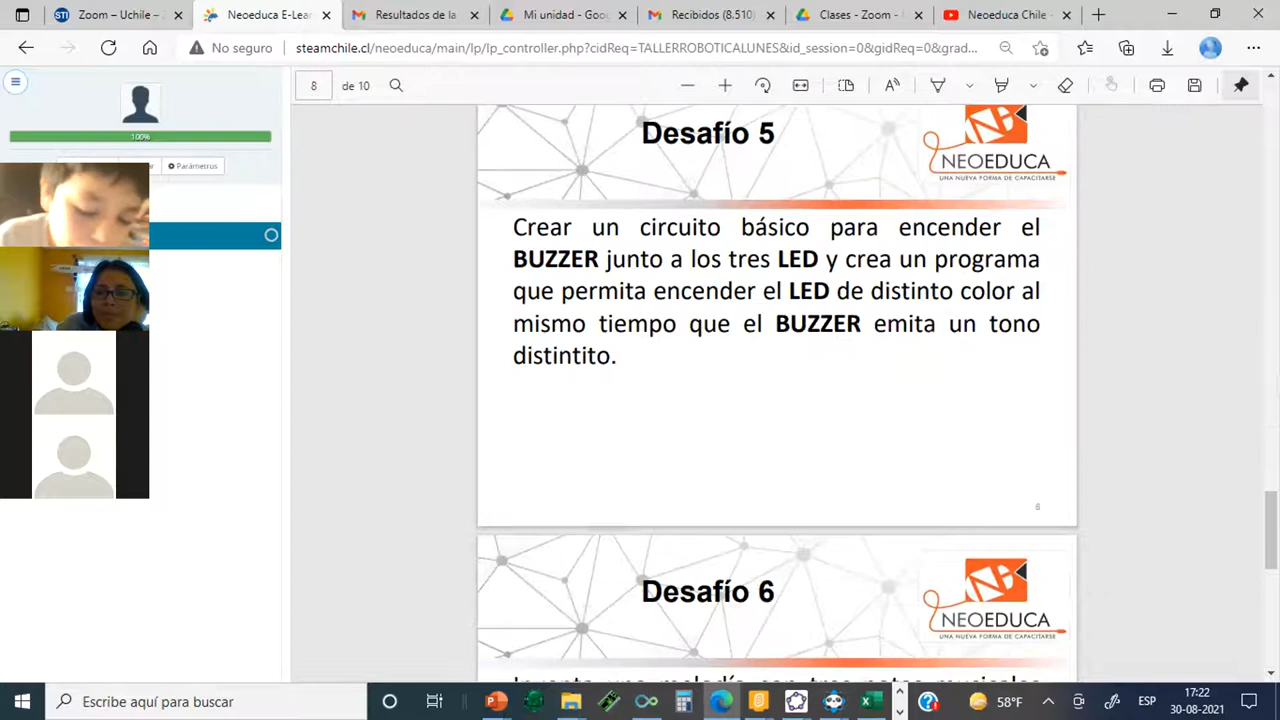 Zoom – Uchile -
Neoeduca E-Lear
Resultados de la
Mi unidad - Goo
Recibidos (8.510)
Clases - Zoom -
Neoeduca Chile -
No seguro
steamchile.cl/neoeduca/main/lp/lp_controller.php?cidReq=TALLERROBOTICALUNES&id_session=0&gidReq=0&grad...
8 de 10
100%
Parámetrus
Desafío 5
NEOEDUCA
UNA NUEVA FORMA DE CAPACITARSE
Crear un circuito básico para encender el
BUZZER junto a los tres LED y crea un programa
que permita encender el LED de distinto color al
mismo tiempo que el BUZZER emita un tono
distintito.
6
Desafío 6
NEOEDUCA
UNA NUEVA FORMA DE CAPACITARSE
Escribe aquí para buscar
58°F
ESP
17:22
30-08-2021